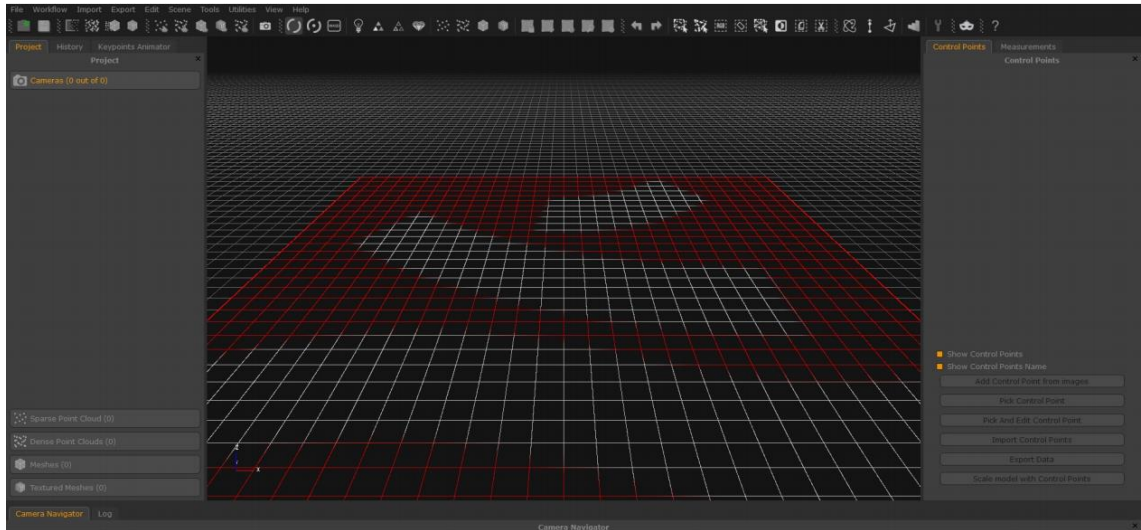 File Workflow Import Export Edit Scene Tools Utilities View Help
Project History Keypoints Animator
Project
Cameras (0 out of 0)
Sparse Point Cloud (0)
Dense Point Clouds (0)
Meshes (0)
Textured Meshes (0)
Z
X
Control Points Measurements
Control Points
Show Control Points
Show Control Points Name
Add Control Point from images
Pick Control Point
Pick And Edit Control Point
Import Control Points
Export Data
Scale model with Control Points
Camera Navigator Log
Camera Navigator